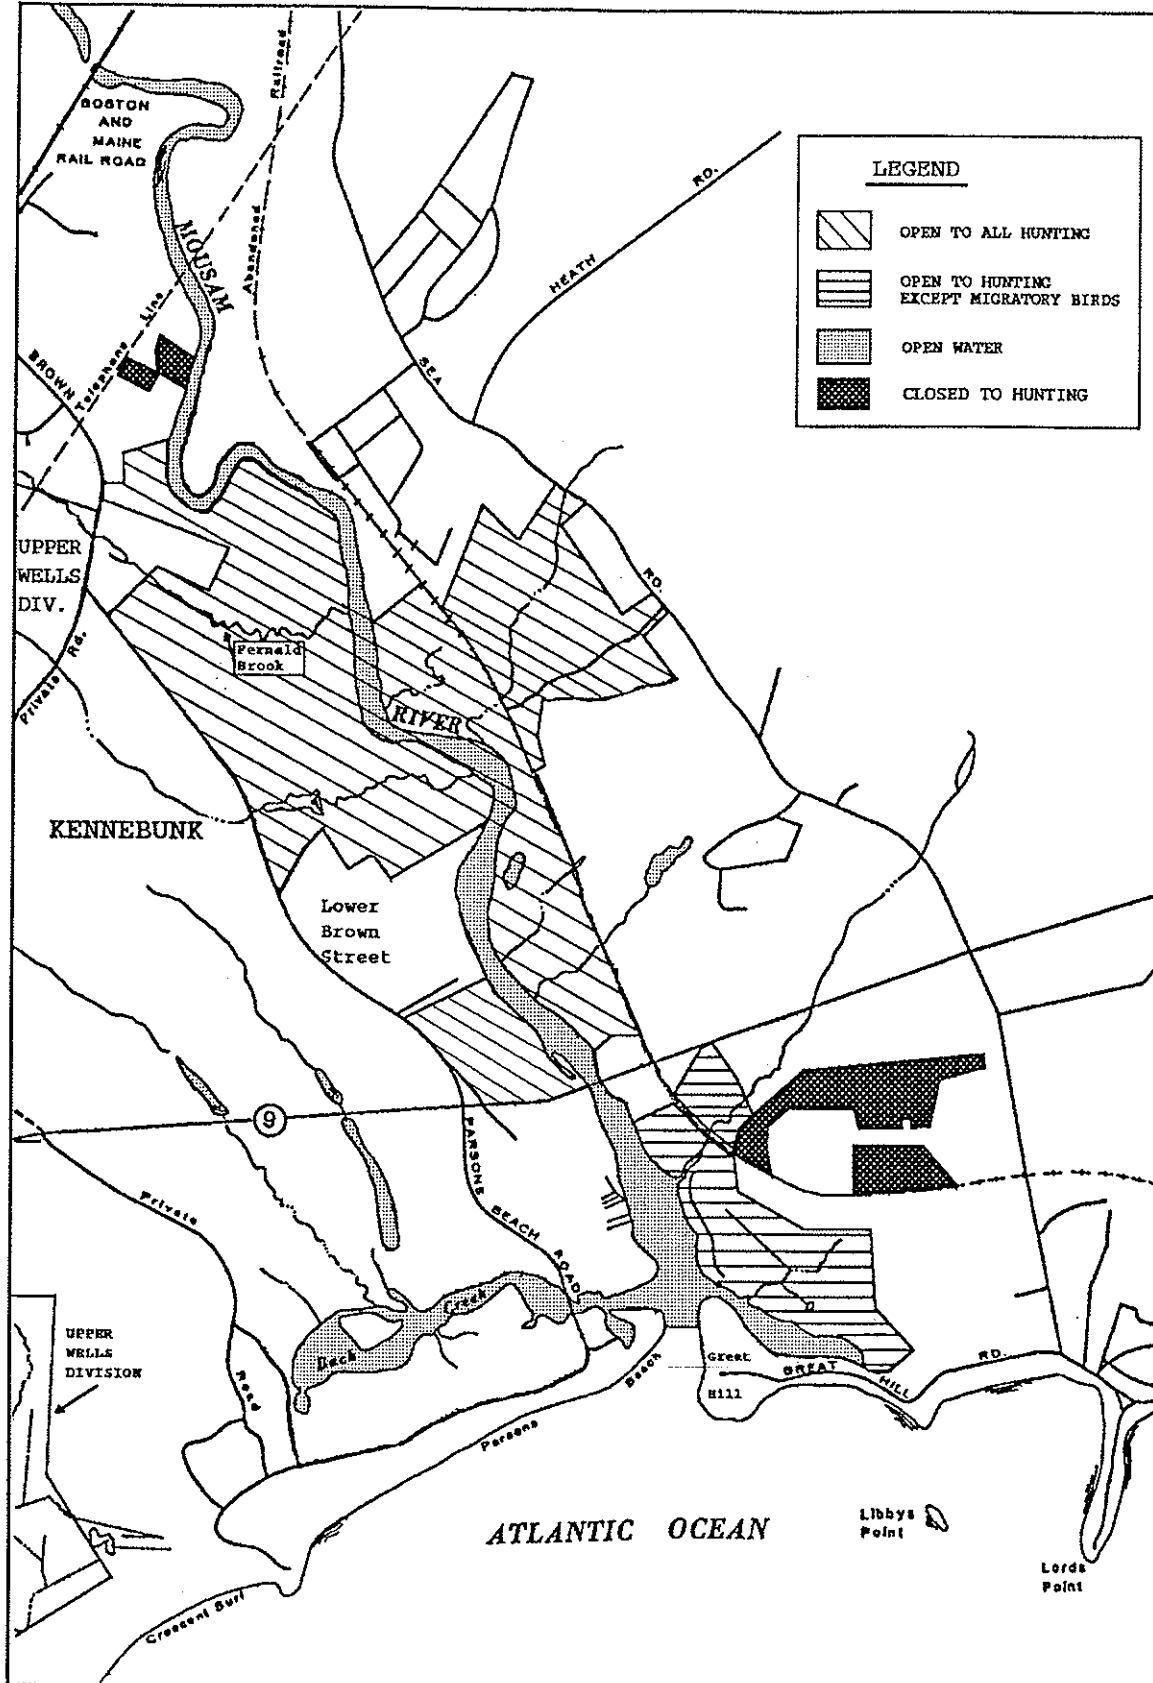 BOSTON
AND
MAINE
RAIL ROAD
Railroad
Abandoned
MOUSAM
Telephone Line
BROWN
HEATH RD.
SEA RD.
LEGEND
OPEN TO ALL HUNTING
OPEN TO HUNTING
EXCEPT MIGRATORY BIRDS
OPEN WATER
CLOSED TO HUNTING
UPPER
WELLS
DIV.
Private Rd.
Fernald
Brook
RIVER
KENNEBUNK
Lower
Brown
Street
9
PARSONS BEACH ROAD
Private Road
Back Creek
UPPER
WELLS
DIVISION
Parsons Beach
Great
Hill
GREAT HILL RD.
ATLANTIC OCEAN
Libbys
Point
Lords
Point
Crescent Surf